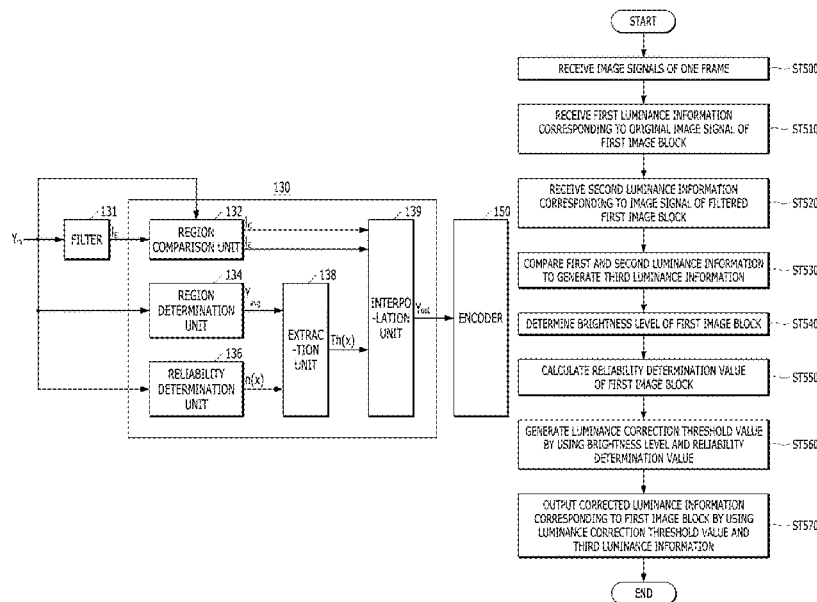 130
131
132
139
150
Y
FILTER
REGION
COMPARISON UNIT
134
138
REGION
DETERMINATION
UNIT
EXTRAC
-TION
UNIT
Th(x)
INTERPO
-LATION
UNIT
Yout
ENCODER
136
RELIABILITY
DETERMINATION
UNIT
n(x)
START
RECEIVE IMAGE SIGNALS OF ONE FRAME
ST500
RECEIVE FIRST LUMINANCE INFORMATION
CORRESPONDING TO ORIGINAL IMAGE SIGNAL OF
FIRST IMAGE BLOCK
ST510
RECEIVE SECOND LUMINANCE INFORMATION
CORRESPONDING TO IMAGE SIGNAL OF FILTERED
FIRST IMAGE BLOCK
ST520
COMPARE FIRST AND SECOND LUMINANCE INFORMATION
TO GENERATE THIRD LUMINANCE INFORMATION
ST530
DETERMINE BRIGHTNESS LEVEL OF FIRST IMAGE BLOCK
ST540
CALCULATE RELIABILITY DETERMINATION VALUE
OF FIRST IMAGE BLOCK
ST550
GENERATE LUMINANCE CORRECTION THRESHOLD VALUE
BY USING BRIGHTNESS LEVEL AND RELIABILITY
DETERMINATION VALUE
ST560
OUTPUT CORRECTED LUMINANCE INFORMATION
CORRESPONDING TO FIRST IMAGE BLOCK BY USING
LUMINANCE CORRECTION THRESHOLD VALUE AND
THIRD LUMINANCE INFORMATION
ST570
END